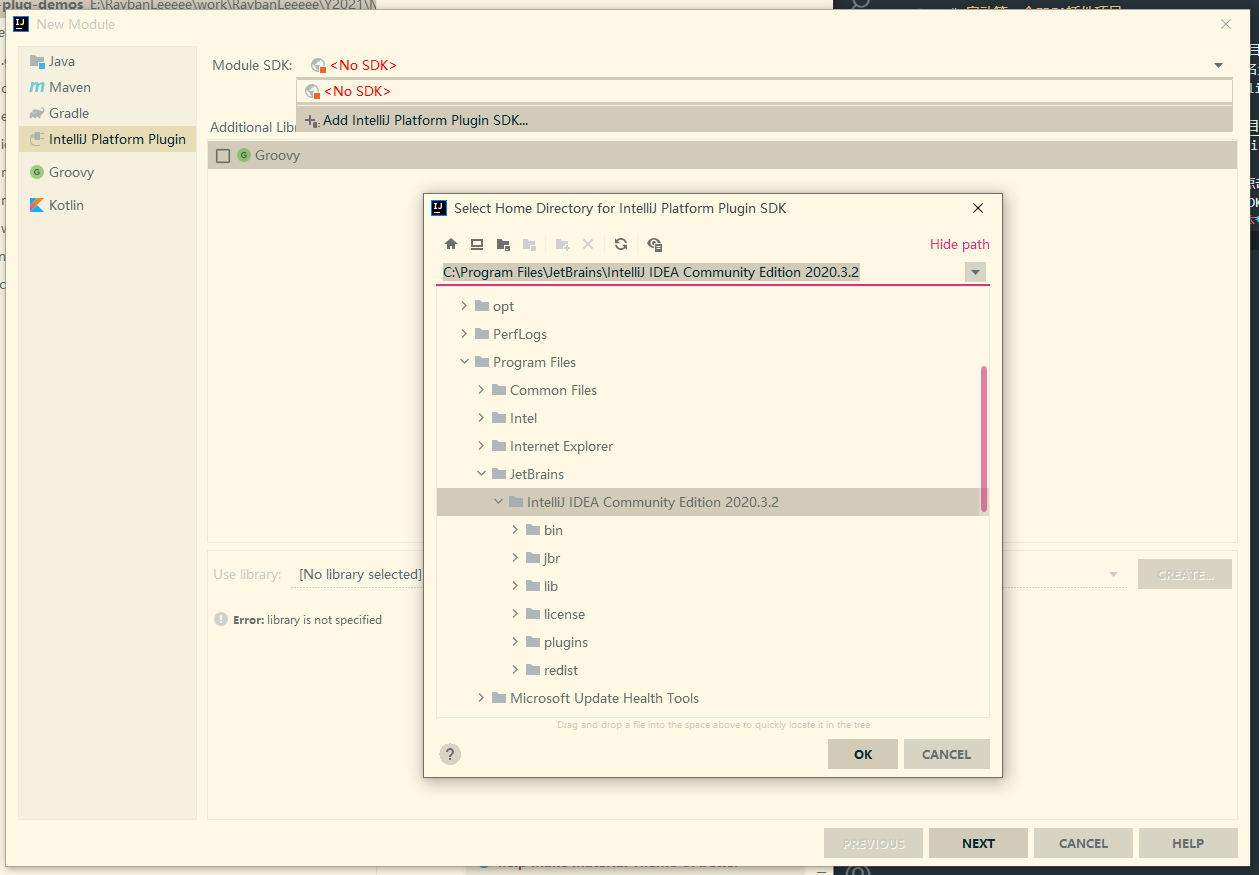 -plug-demos E:\RaybanLeeeee\work\RaybanLeeeee\Y2021\
New Module
Java
Maven
Gradle
IntelliJ Platform Plugin
Groovy
Kotlin
Module SDK:
<No SDK>
<No SDK>
Add IntelliJ Platform Plugin SDK...
Additional Libr
Groovy
Select Home Directory for IntelliJ Platform Plugin SDK
Hide path
C:\Program Files\JetBrains\IntelliJ IDEA Community Edition 2020.3.2
opt
PerfLogs
Program Files
Common Files
Intel
Internet Explorer
JetBrains
IntelliJ IDEA Community Edition 2020.3.2
bin
jbr
lib
license
plugins
redist
Microsoft Update Health Tools
Drag and drop a file into the space above to quickly locate it in the tree
?
OK
CANCEL
Use library:
[No library selected]
CREATE...
Error: library is not specified
PREVIOUS
NEXT
CANCEL
HELP